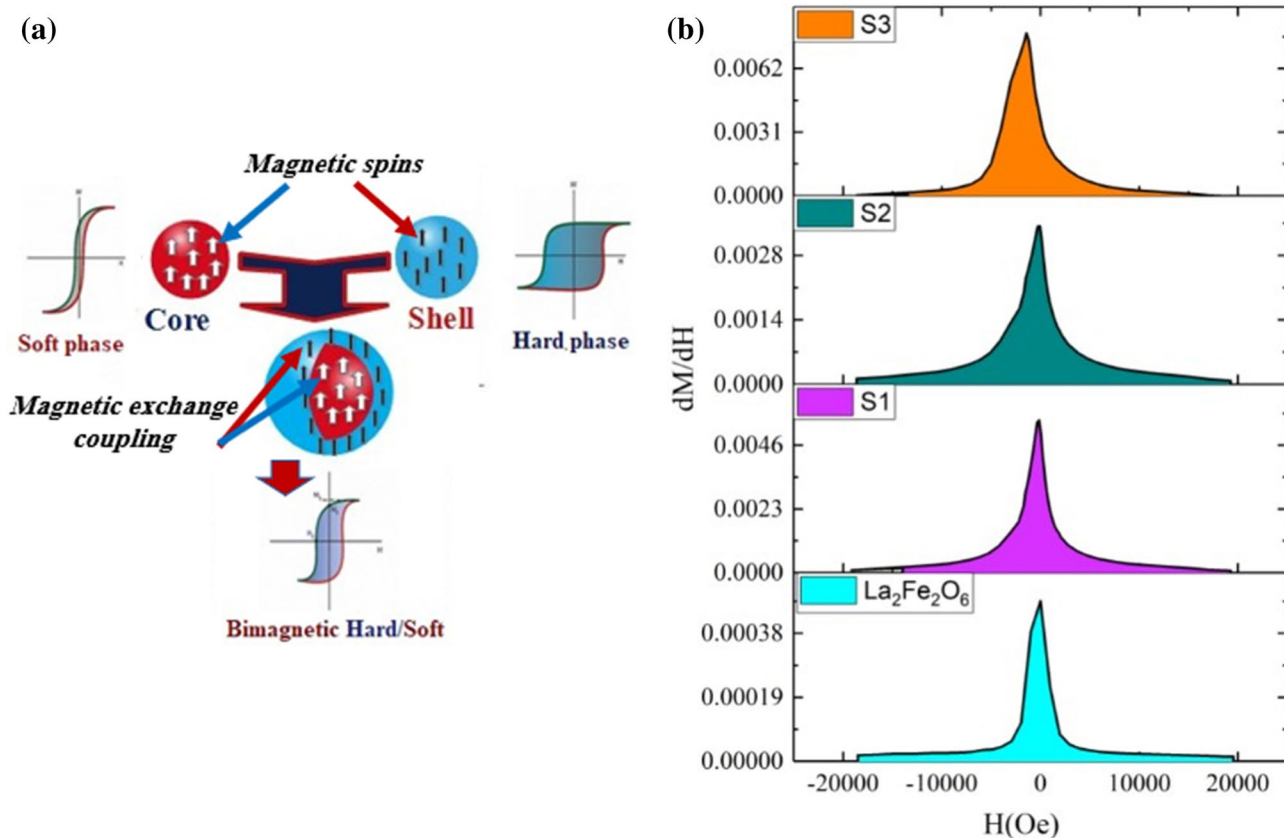 (a)
Magnetic spins
Core
Shell
Soft phase
Hard phase
Magnetic exchange
coupling
H
Bimagnetic Hard/Soft
(b)
S3
0.0062
0.0031
0.0000
S2
0.0028
0.0014
0.0000
S1
0.0046
0.0023
0.0000
La₂Fe₂O₆
0.00038
0.00019
0.00000
dM/dH
-20000 -10000 0 10000 20000
H(Oe)